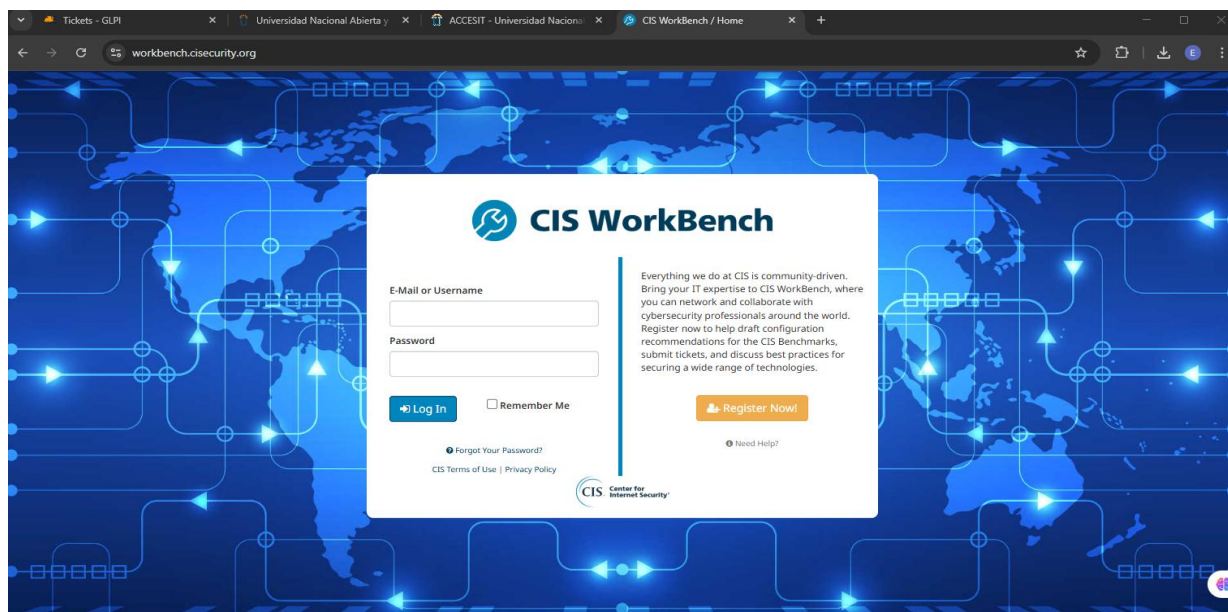 Tickets - GLPI
Universidad Nacional Abierta y
ACCESIT - Universidad Nacional
CIS WorkBench / Home
workbench.cisecurity.org
E
CIS WorkBench
E-Mail or Username
Password
Log In
Remember Me
Forgot Your Password?
CIS Terms of Use | Privacy Policy
Everything we do at CIS is community-driven.
Bring your IT expertise to CIS WorkBench, where
you can network and collaborate with
cybersecurity professionals around the world.
Register now to help draft configuration
recommendations for the CIS Benchmarks,
submit tickets, and discuss best practices for
securing a wide range of technologies.
Register Now!
Need Help?
CIS. Center for
Internet Security®